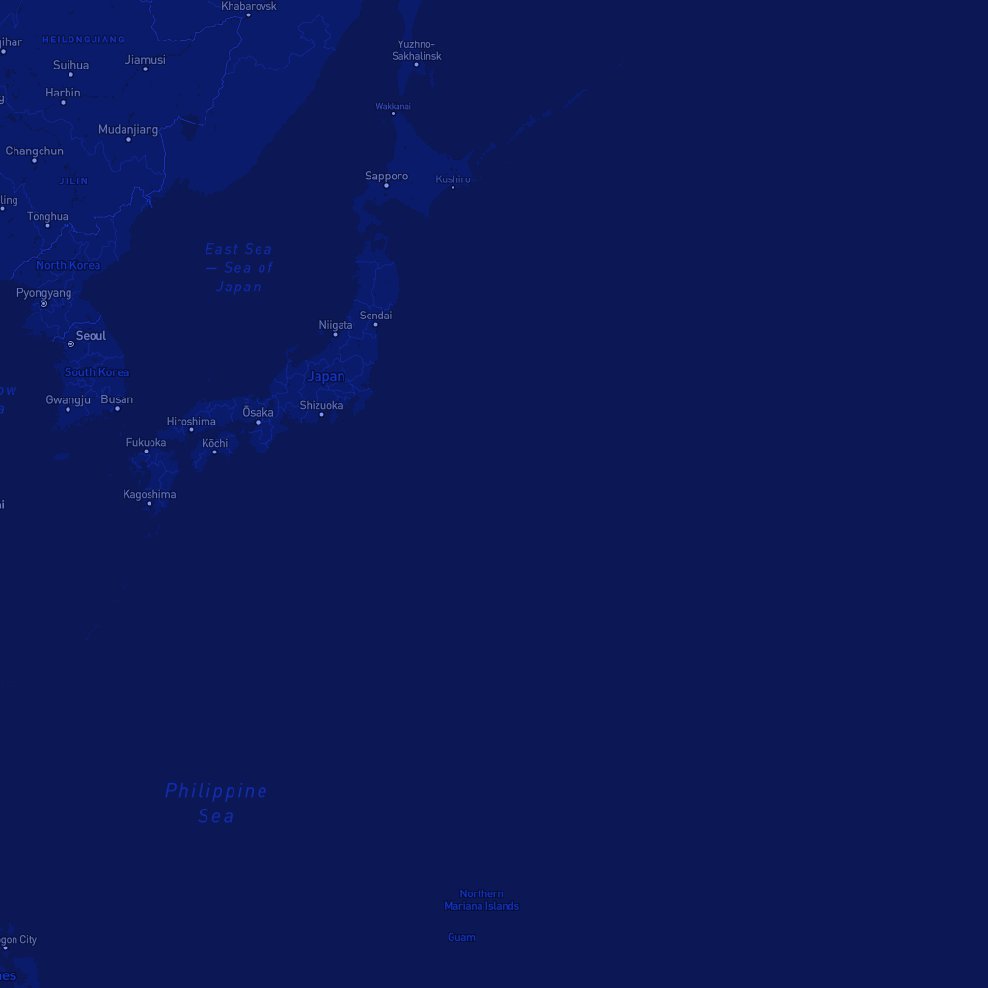 Khabarovsk
HEILONGJIANG
Yuzhno-
Sakhalinsk
Suihua
Jiamusi
Harbin
Wakkanai
Mudanjiang
Changchun
JILIN
Sapporo
Kushiro
Tonghua
East Sea
— Sea of
Japan
North Korea
Pyongyang
Sendai
Niigata
Seoul
South Korea
Japan
Gwangju
Busan
Shizuoka
Ōsaka
Hiroshima
Fukuoka
Kōchi
Kagoshima
Philippine
Sea
Northern
Mariana Islands
Guam
City